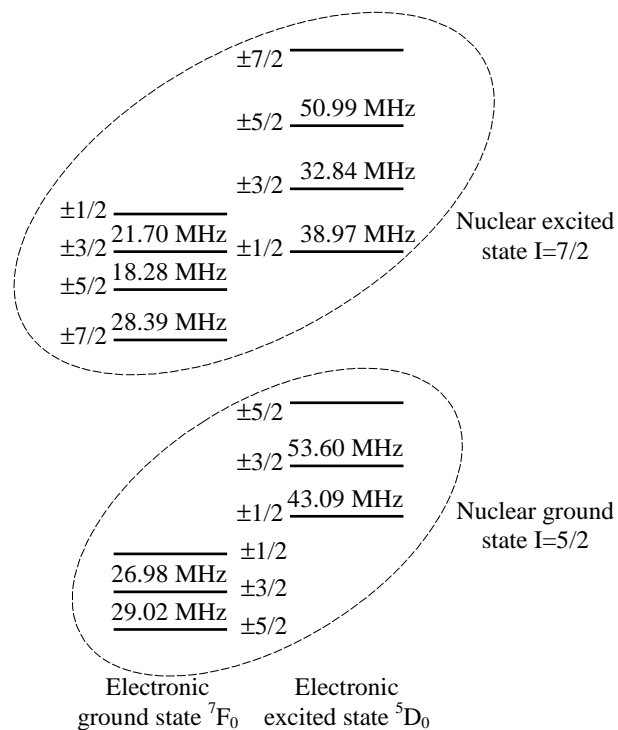 ±7/2
50.99 MHz
±5/2
32.84 MHz
±3/2
±1/2
21.70 MHz
±3/2
38.97 MHz
±1/2
18.28 MHz
±5/2
28.39 MHz
±7/2
Nuclear excited
state I=7/2
±5/2
53.60 MHz
±3/2
43.09 MHz
±1/2
±1/2
26.98 MHz
±3/2
29.02 MHz
±5/2
Nuclear ground
state I=5/2
Electronic
ground state ⁷F₀
Electronic
excited state ⁵D₀